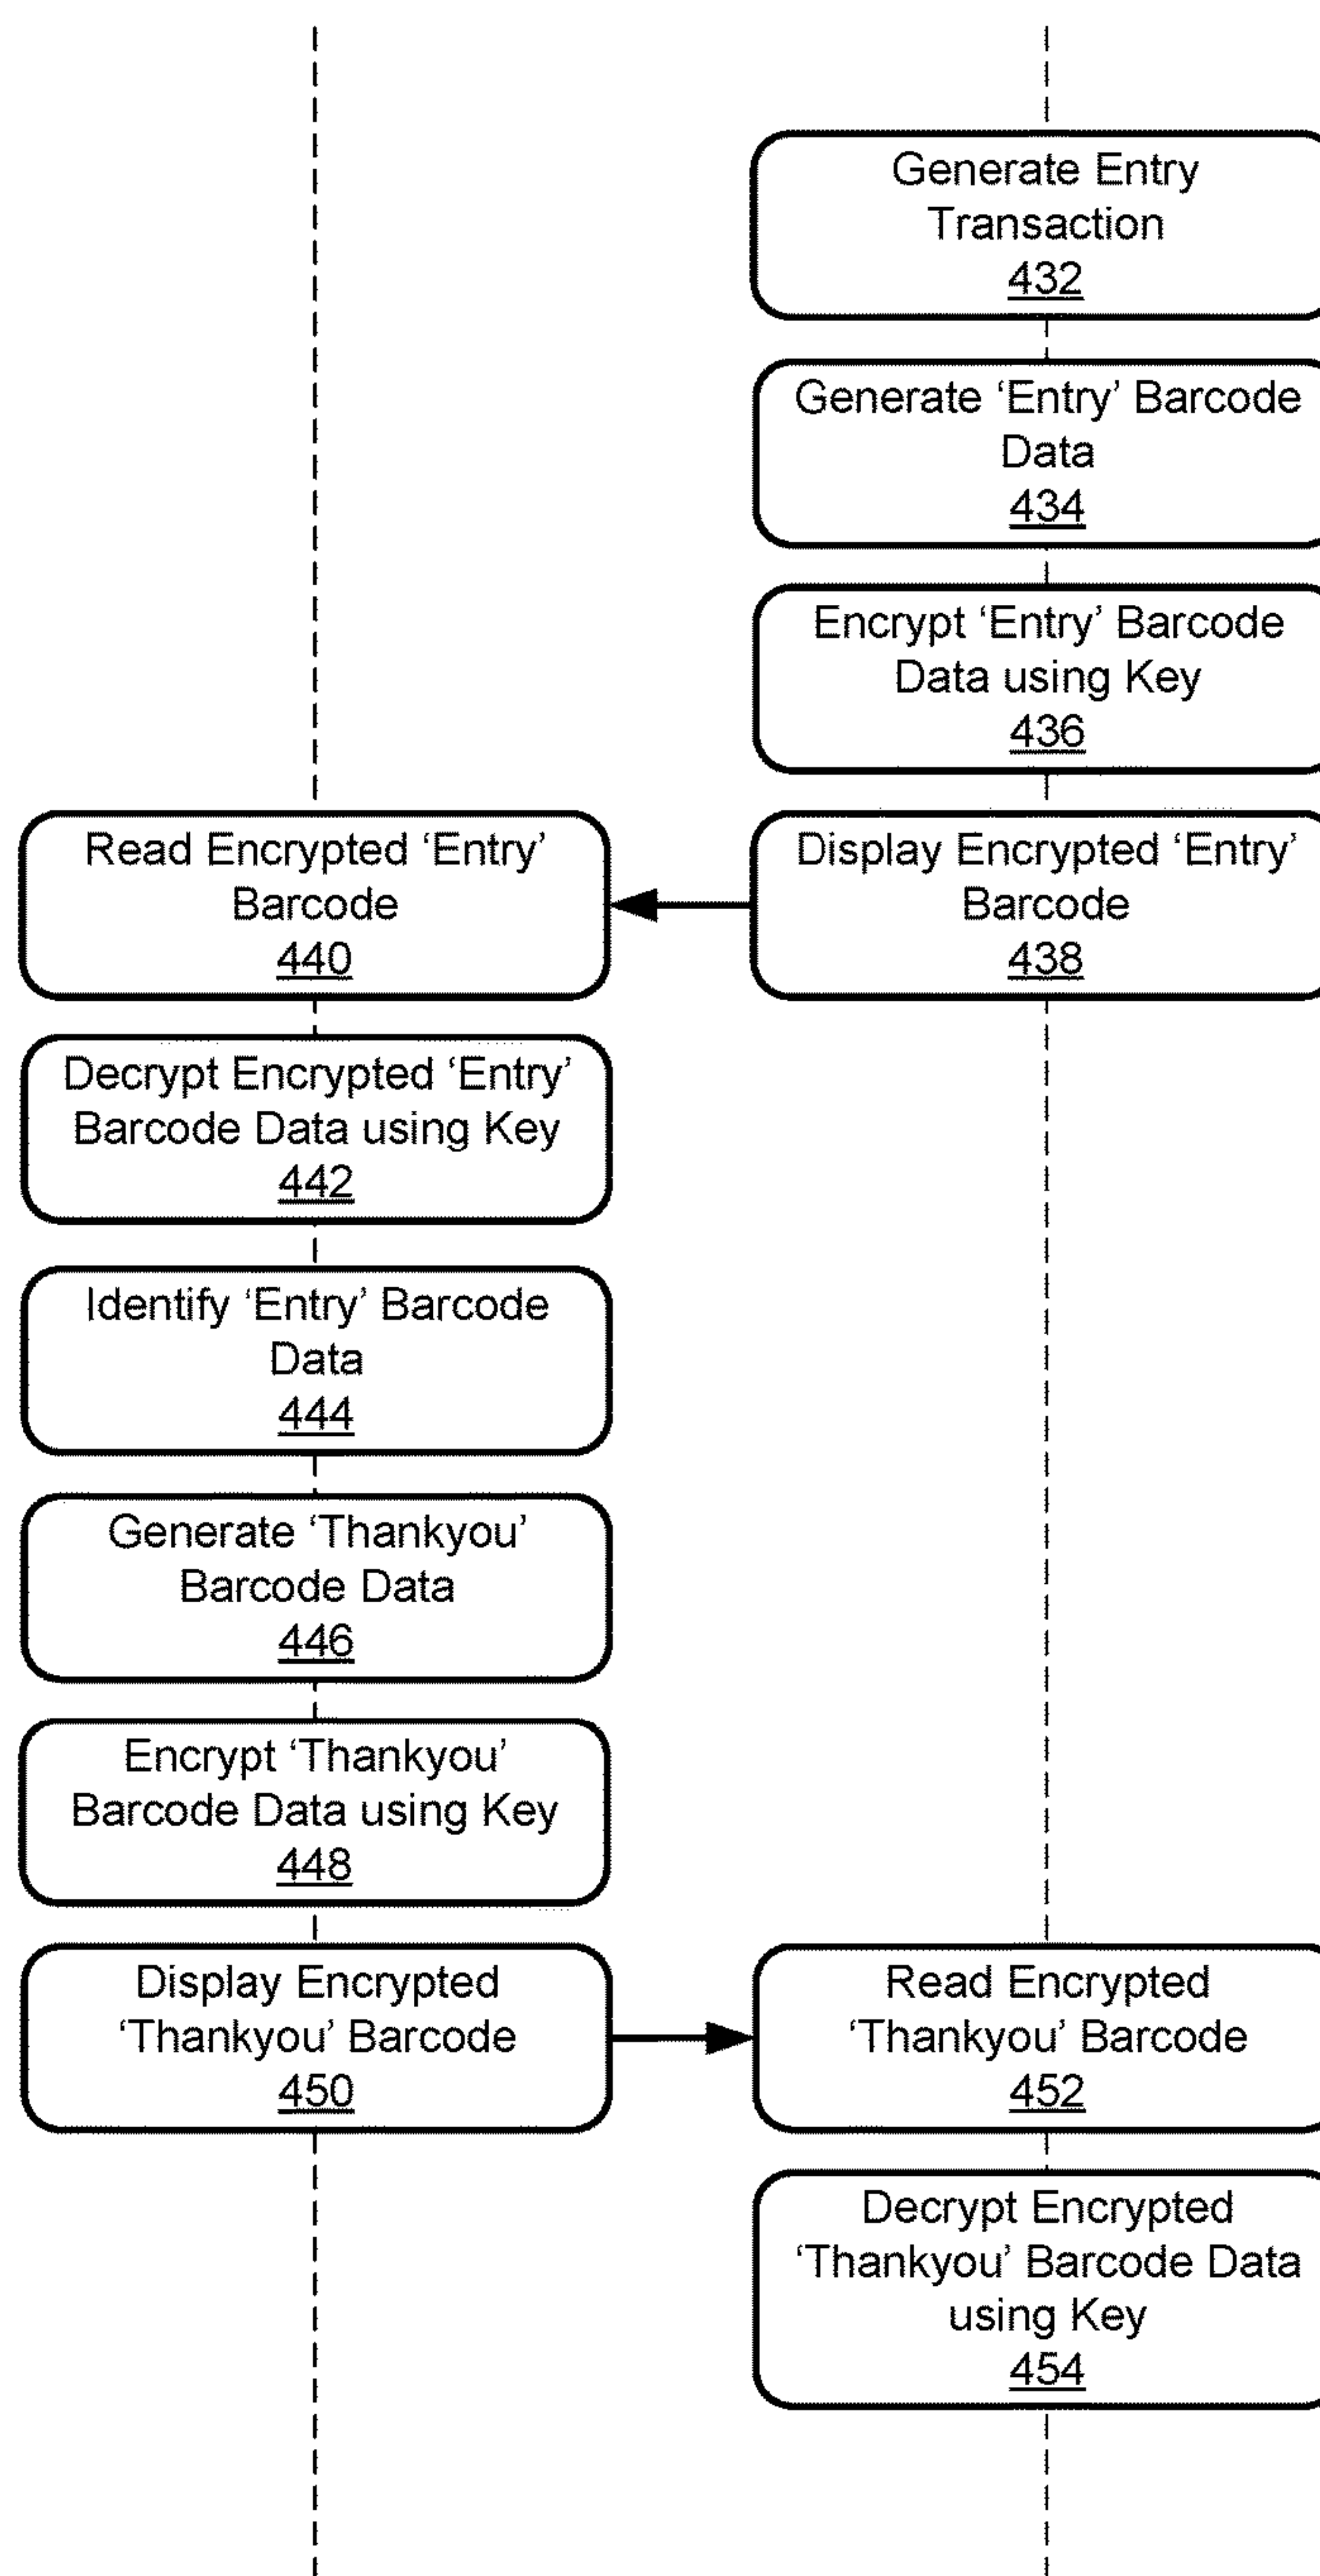 Generate Entry
Transaction
432
Generate ‘Entry’ Barcode
Data
434
Encrypt ‘Entry’ Barcode
Data using Key
436
Display Encrypted ‘Entry’
Barcode
438
Read Encrypted ‘Entry’
Barcode
440
Decrypt Encrypted ‘Entry’
Barcode Data using Key
442
Identify ‘Entry’ Barcode
Data
444
Generate ‘Thankyou’
Barcode Data
446
Encrypt ‘Thankyou’
Barcode Data using Key
448
Display Encrypted
‘Thankyou’ Barcode
450
Read Encrypted
‘Thankyou’ Barcode
452
Decrypt Encrypted
‘Thankyou’ Barcode Data
using Key
454